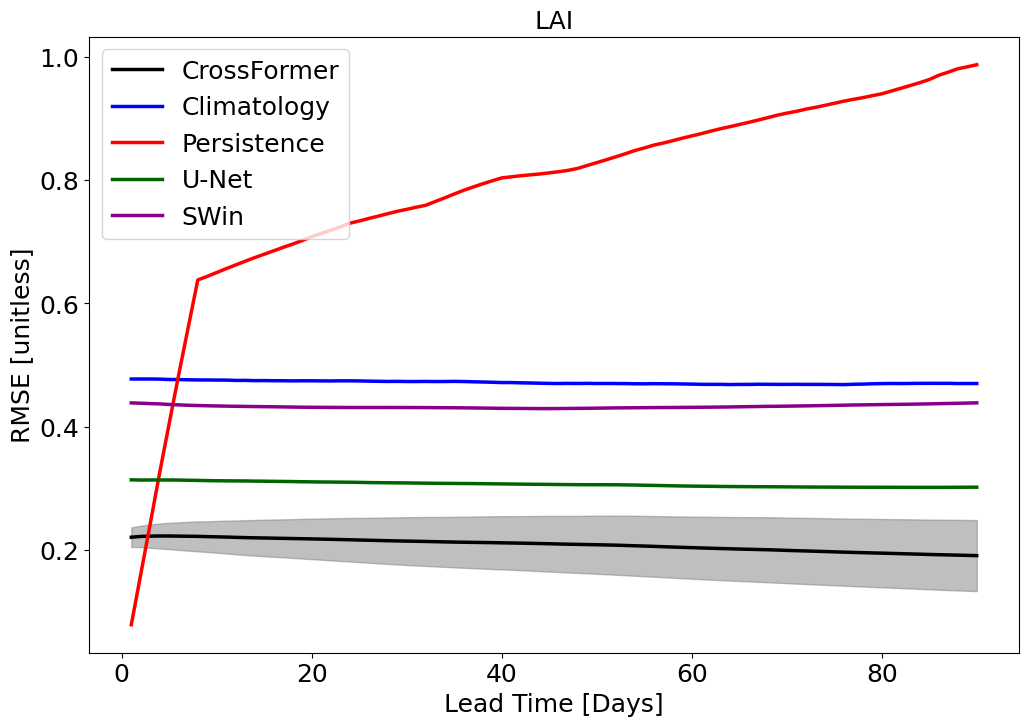 LAI
CrossFormer
Climatology
Persistence
U-Net
SWin
RMSE [unitless]
1.0
0.8
0.6
0.4
0.2
0 20 40 60 80
Lead Time [Days]